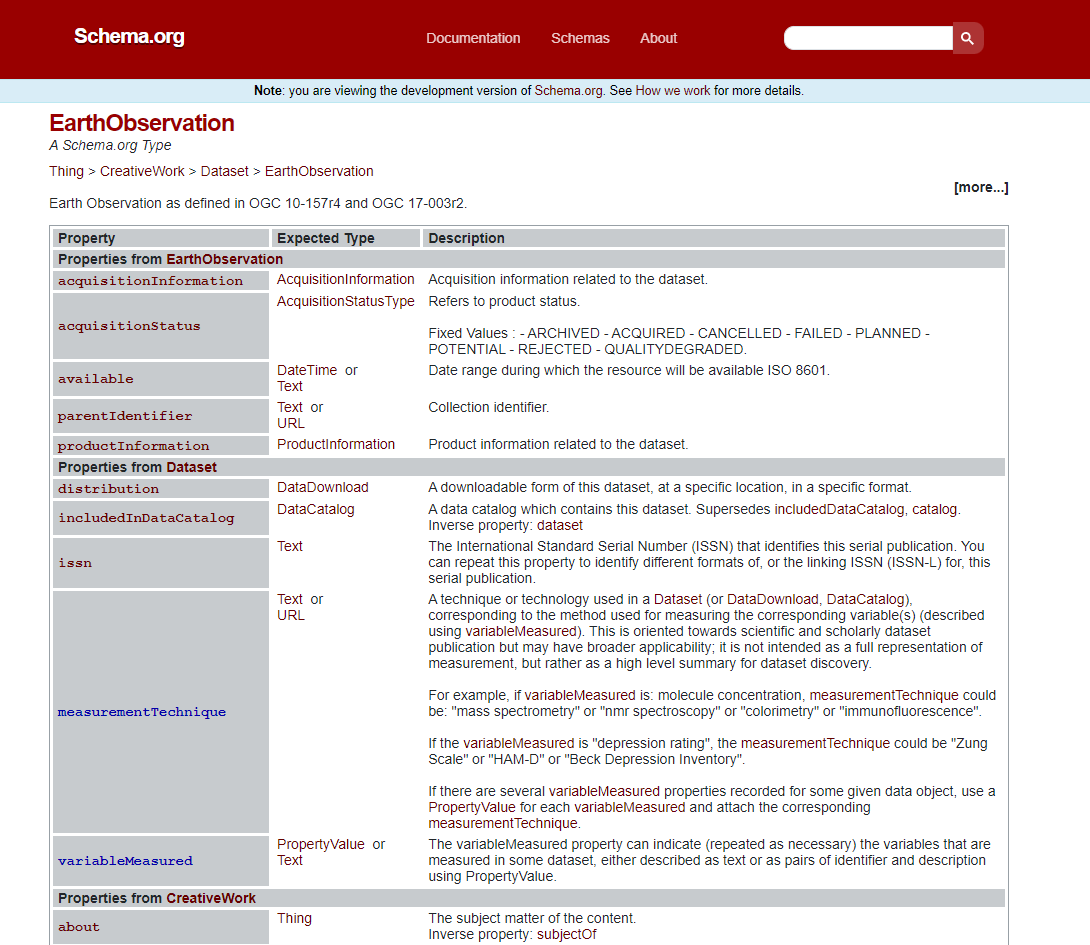 Schema.org
Documentation Schemas About
Note: you are viewing the development version of Schema.org. See How we work for more details.
EarthObservation
A Schema.org Type
Thing > CreativeWork > Dataset > EarthObservation
[more...]
Earth Observation as defined in OGC 10-157r4 and OGC 17-003r2.
Property Expected Type Description
Properties from EarthObservation
acquisitionInformation AcquisitionInformation Acquisition information related to the dataset.
acquisitionStatus AcquisitionStatusType Refers to product status.
Fixed Values : - ARCHIVED - ACQUIRED - CANCELLED - FAILED - PLANNED -
POTENTIAL - REJECTED - QUALITYDEGRADED.
available DateTime or Date range during which the resource will be available ISO 8601.
Text
parentIdentifier Text or Collection identifier.
URL
productInformation ProductInformation Product information related to the dataset.
Properties from Dataset
distribution DataDownload A downloadable form of this dataset, at a specific location, in a specific format.
includedInDataCatalog DataCatalog A data catalog which contains this dataset. Supersedes includedDataCatalog, catalog.
Inverse property: dataset
issn Text The International Standard Serial Number (ISSN) that identifies this serial publication. You
can repeat this property to identify different formats of, or the linking ISSN (ISSN-L) for, this
serial publication.
measurementTechnique Text or A technique or technology used in a Dataset (or DataDownload, DataCatalog),
URL corresponding to the method used for measuring the corresponding variable(s) (described
using variableMeasured). This is oriented towards scientific and scholarly dataset
publication but may have broader applicability; it is not intended as a full representation of
measurement, but rather as a high level summary for dataset discovery.
For example, if variableMeasured is: molecule concentration, measurementTechnique could
be: "mass spectrometry" or "nmr spectroscopy" or "colorimetry" or "immunofluorescence".
If the variableMeasured is "depression rating", the measurementTechnique could be "Zung
Scale" or "HAM-D" or "Beck Depression Inventory".
If there are several variableMeasured properties recorded for some given data object, use a
PropertyValue for each variableMeasured and attach the corresponding
measurementTechnique.
variableMeasured PropertyValue or The variableMeasured property can indicate (repeated as necessary) the variables that are
Text measured in some dataset, either described as text or as pairs of identifier and description
using PropertyValue.
Properties from CreativeWork
about Thing The subject matter of the content.
Inverse property: subjectOf